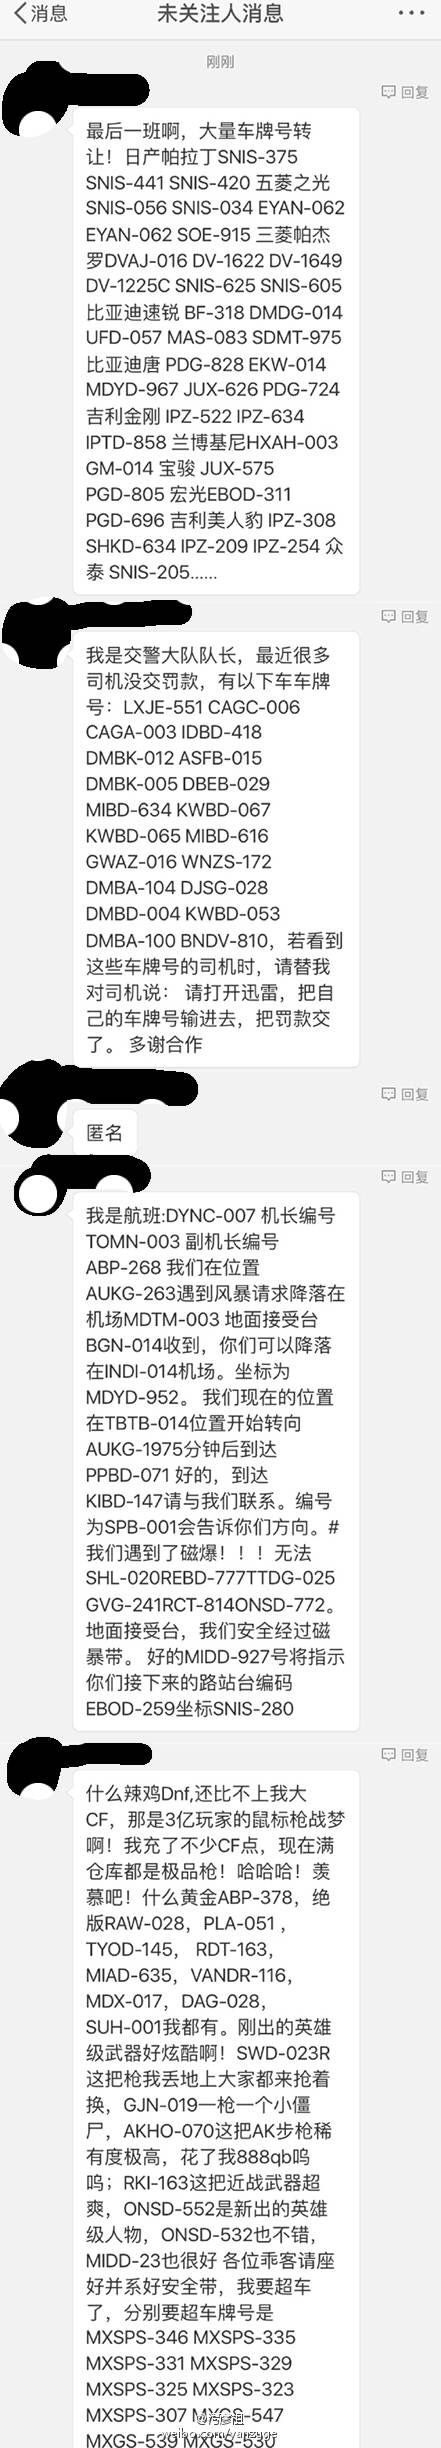 消息
未关注人消息
刚刚
回复
最后一班啊，大量车牌号转
让！日产帕拉丁SNIS-375
SNIS-441 SNIS-420 五菱之光
SNIS-056 SNIS-034 EYAN-062
EYAN-062 SOE-915 三菱帕杰
罗DVAJ-016 DV-1622 DV-1649
DV-1225C SNIS-625 SNIS-605
比亚迪速锐 BF-318 DMDG-014
UFD-057 MAS-083 SDMT-975
比亚迪唐 PDG-828 EKW-014
MDYD-967 JUX-626 PDG-724
吉利金刚 IPZ-522 IPZ-634
IPTD-858 兰博基尼HXAH-003
GM-014 宝骏 JUX-575
PGD-805 宏光EBOD-311
PGD-696 吉利美人豹 IPZ-308
SHKD-634 IPZ-209 IPZ-254 众
泰 SNIS-205......
回复
我是交警大队队长，最近很多
司机没交罚款，有以下车车牌
号：LXJE-551 CAGC-006
CAGA-003 IDBD-418
DMBK-012 ASFB-015
DMBK-005 DBEB-029
MIBD-634 KWBD-067
KWBD-065 MIBD-616
GWAZ-016 WNZS-172
DMBA-104 DJSG-028
DMBD-004 KWBD-053
DMBA-100 BNDV-810，若看到
这些车牌号的司机时，请替我
对司机说： 请打开迅雷，把自
己的车牌号输进去，把罚款交
了。 多谢合作
回复
匿名
回复
我是航班:DYNC-007 机长编号
TOMN-003 副机长编号
ABP-268 我们在位置
AUKG-263遇到风暴请求降落在
机场MDTM-003 地面接受台
BGN-014收到，你们可以降落
在INDI-014机场。坐标为
MDYD-952。 我们现在的位置
在TBTB-014位置开始转向
AUKG-1975分钟后到达
PPBD-071 好的，到达
KIBD-147请与我们联系。编号
为SPB-001会告诉你们方向。#
我们遇到了磁爆！！！无法
SHL-020REBD-777TTDG-025
GVG-241RCT-814ONSD-772。
地面接受台，我们安全经过磁
暴带。 好的MIDD-927号将指示
你们接下来的路站台编码
EBOD-259坐标SNIS-280
回复
什么辣鸡Dnf,还比不上我大
CF，那是3亿玩家的鼠标枪战梦
啊！我充了不少CF点，现在满
仓库都是极品枪！哈哈哈！羡
慕吧！什么黄金ABP-378，绝
版RAW-028，PLA-051，
TYOD-145， RDT-163，
MIAD-635，VANDR-116，
MDX-017，DAG-028，
SUH-001我都有。刚出的英雄
级武器好炫酷啊！SWD-023R
这把枪我丢地上大家都来抢着
换，GJN-019一枪一个小僵
尸，AKHO-070这把AK步枪稀
有度极高，花了我888qb呜
呜；RKI-163这把近战武器超
爽，ONSD-552是新出的英雄
级人物，ONSD-532也不错，
MIDD-23也很好 各位乖客请座
好并系好安全带，我要超车
了，分别要超车牌号是
MXSPS-346 MXSPS-335
MXSPS-331 MXSPS-329
MXSPS-325 MXSPS-323
MXSPS-307 MXGS-547
MXGS-539 MXGS-530